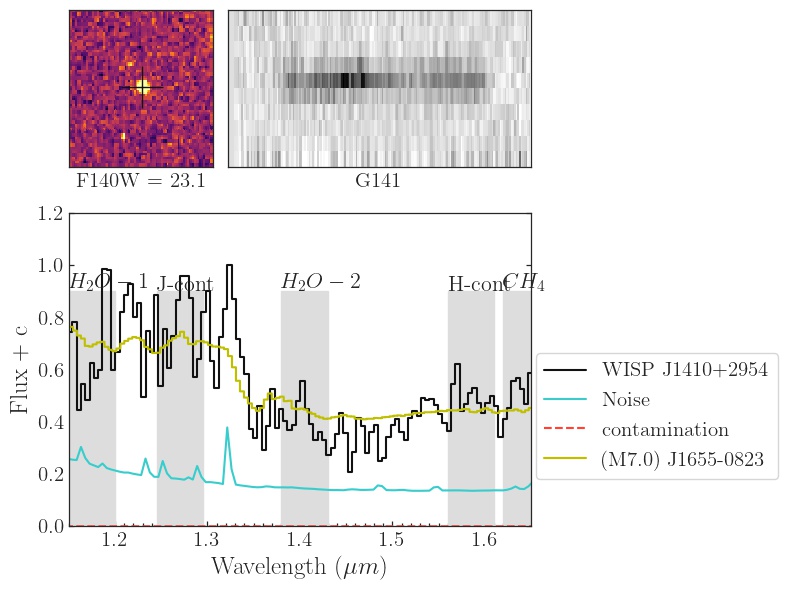 F140W = 23.1
G141
1.2
1.0
0.8
0.6
0.4
0.2
0.0
Flux + c
H₂O − 1
J-cont
H₂O − 2
H-cont
CH₄
1.2
1.3
1.4
1.5
1.6
Wavelength (μm)
WISP J1410+2954
Noise
contamination
(M7.0) J1655-0823